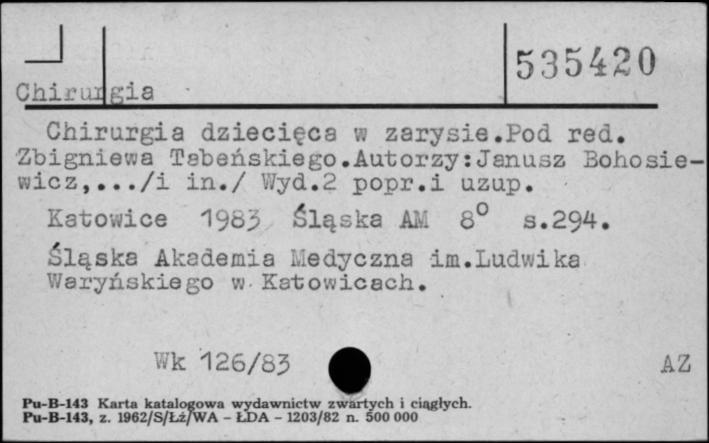 535420
Chirurgia
Chirurgia dziecięca w zarysie.Pod red.
Zbigniewa Tabeńskiego.Autorzy:Janusz Bohosie-
wicz,.../i in./ Wyd.2 popr.i uzup.
Katowice 1983 Śląska AM 8° s.294.
Śląska Akademia Medyczna im.Ludwika
Waryńskiego w Katowicach.
Wk 126/83 AZ
Pu-B-143 Karta katalogowa wydawnictw zwartych i ciągłych.
Pu-B-143, z. 1962/S/Łż/WA - ŁDA - 1203/82 n. 500 000